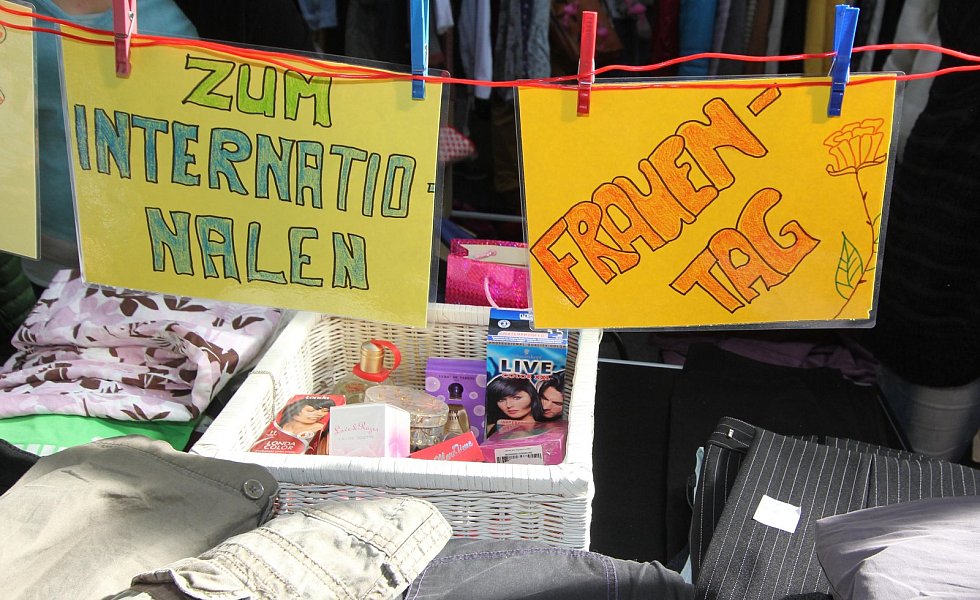 ZUM
INTERNATIO-
NALEN
FRAUEN-
TAG
LIVE
LONDA
COLOR